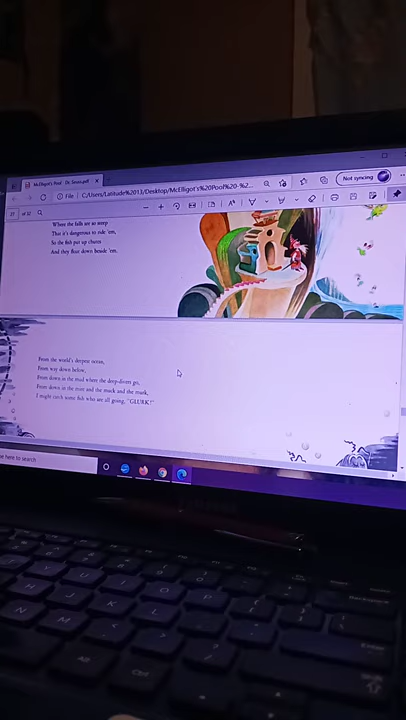 McElligot's Pool - Dr. Seuss.pdf
File C:/Users/Latitude%2013/Desktop/McElligot's%20Pool%20-%2...
Not syncing
of 32
Where the hills are so steep
That it's dangerous to ride 'em,
So the fish put up chutes
And they float down beside 'em.
From the world's deepest ocean,
From way down below,
From down in the mud where the deep-divers go,
From down in the mire and the muck and the murk,
I might catch some fish who are all going, "GLURK!"
here to search